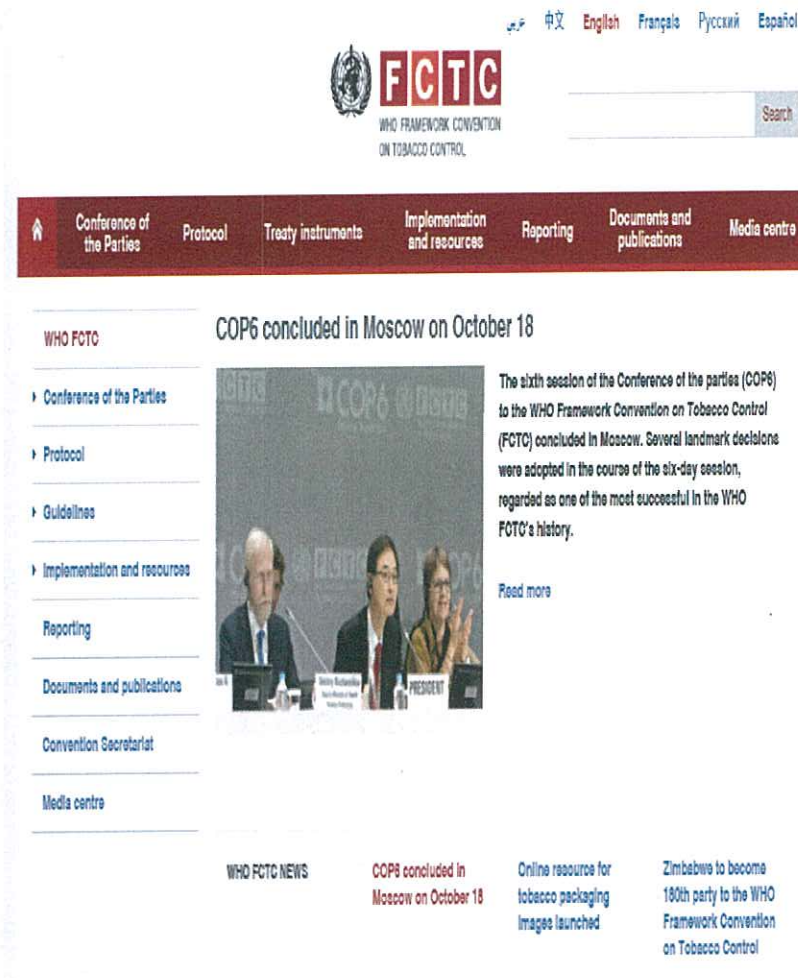 عربي 中文 English Français Русский Español
FCTC
WHO FRAMEWORK CONVENTION
ON TOBACCO CONTROL
Search
Conference of
the Parties
Protocol
Treaty instruments
Implementation
and resources
Reporting
Documents and
publications
Media centre
WHO FCTC
Conference of the Parties
Protocol
Guidelines
Implementation and resources
Reporting
Documents and publications
Convention Secretariat
Media centre
COP6 concluded in Moscow on October 18
FCTC
COP6
FCTC
FCTC
COP6
PRESIDENT
The sixth session of the Conference of the parties (COP6)
to the WHO Framework Convention on Tobacco Control
(FCTC) concluded in Moscow. Several landmark decisions
were adopted in the course of the six-day session,
regarded as one of the most successful in the WHO
FCTC's history.
Read more
WHO FCTC NEWS
COP6 concluded in
Moscow on October 18
Online resource for
tobacco packaging
images launched
Zimbabwe to become
180th party to the WHO
Framework Convention
on Tobacco Control